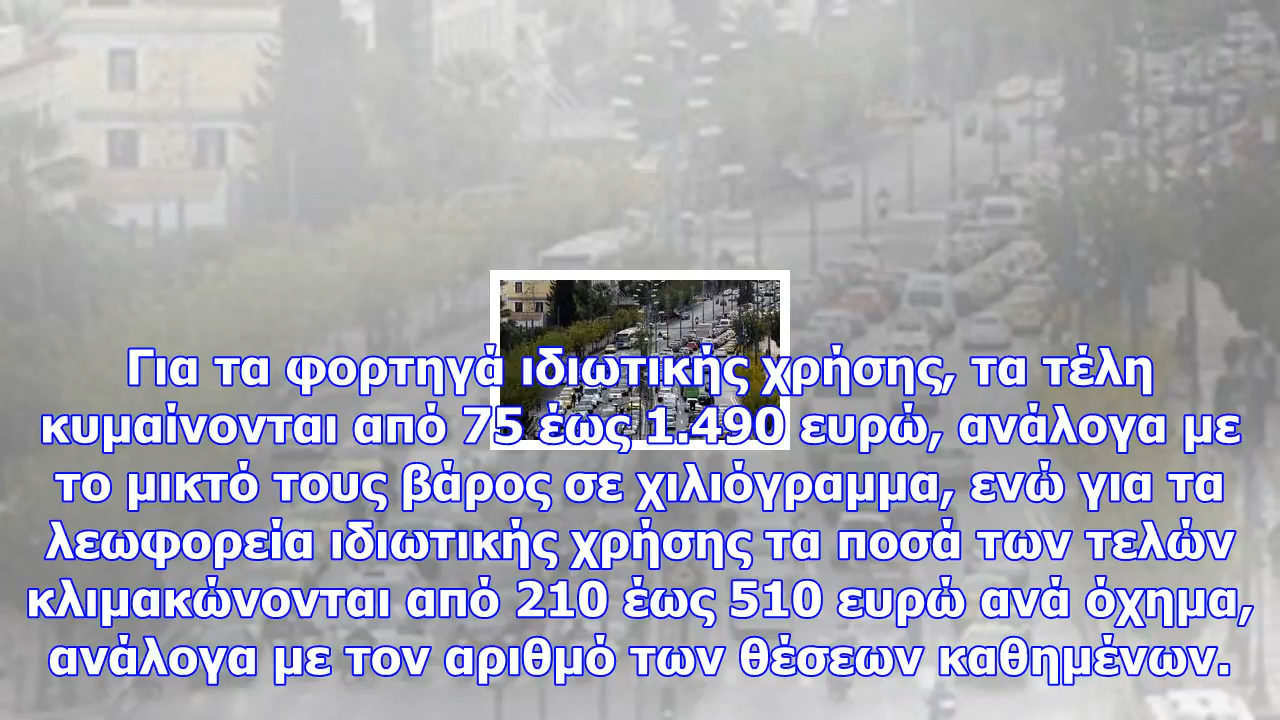 Για τα φορτηγά ιδιωτικής χρήσης, τα τέλη
κυμαίνονται από 75 έως 1.490 ευρώ, ανάλογα με
το μικτό τους βάρος σε χιλιόγραμμα, ενώ για τα
λεωφορεία ιδιωτικής χρήσης τα ποσά των τελών
κλιμακώνονται από 210 έως 510 ευρώ ανά όχημα,
ανάλογα με τον αριθμό των θέσεων καθημένων.